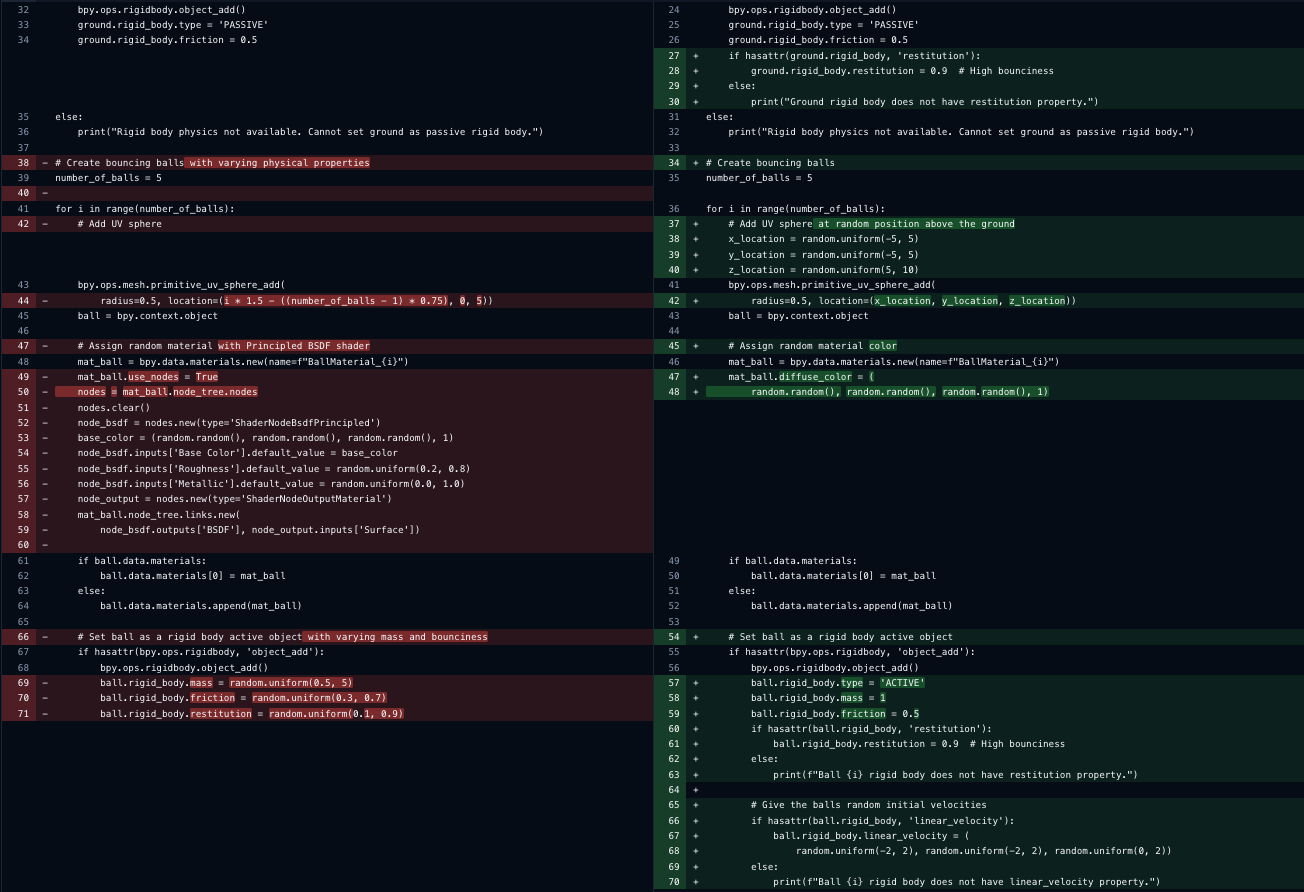 32 bpy.ops.rigidbody.object_add()
33 ground.rigid_body.type = 'PASSIVE'
34 ground.rigid_body.friction = 0.5
35 else:
36 print("Rigid body physics not available. Cannot set ground as passive rigid body.")
37
38 - # Create bouncing balls with varying physical properties
39 number_of_balls = 5
40 -
41 for i in range(number_of_balls):
42 - # Add UV sphere
43 bpy.ops.mesh.primitive_uv_sphere_add(
44 - radius=0.5, location=(i * 1.5 - ((number_of_balls - 1) * 0.75), 0, 5))
45 ball = bpy.context.object
46
47 - # Assign random material with Principled BSDF shader
48 mat_ball = bpy.data.materials.new(name=f"BallMaterial_{i}")
49 - mat_ball.use_nodes = True
50 - nodes = mat_ball.node_tree.nodes
51 - nodes.clear()
52 - node_bsdf = nodes.new(type='ShaderNodeBsdfPrincipled')
53 - base_color = (random.random(), random.random(), random.random(), 1)
54 - node_bsdf.inputs['Base Color'].default_value = base_color
55 - node_bsdf.inputs['Roughness'].default_value = random.uniform(0.2, 0.8)
56 - node_bsdf.inputs['Metallic'].default_value = random.uniform(0.0, 1.0)
57 - node_output = nodes.new(type='ShaderNodeOutputMaterial')
58 - mat_ball.node_tree.links.new(
59 - node_bsdf.outputs['BSDF'], node_output.inputs['Surface'])
60 -
61 if ball.data.materials:
62 ball.data.materials[0] = mat_ball
63 else:
64 ball.data.materials.append(mat_ball)
65
66 - # Set ball as a rigid body active object with varying mass and bounciness
67 if hasattr(bpy.ops.rigidbody, 'object_add'):
68 bpy.ops.rigidbody.object_add()
69 - ball.rigid_body.mass = random.uniform(0.5, 5)
70 - ball.rigid_body.friction = random.uniform(0.3, 0.7)
71 - ball.rigid_body.restitution = random.uniform(0.1, 0.9)
24 bpy.ops.rigidbody.object_add()
25 ground.rigid_body.type = 'PASSIVE'
26 ground.rigid_body.friction = 0.5
27 + if hasattr(ground.rigid_body, 'restitution'):
28 + ground.rigid_body.restitution = 0.9 # High bounciness
29 + else:
30 + print("Ground rigid body does not have restitution property.")
31 else:
32 print("Rigid body physics not available. Cannot set ground as passive rigid body.")
33
34 + # Create bouncing balls
35 number_of_balls = 5
36 for i in range(number_of_balls):
37 + # Add UV sphere at random position above the ground
38 + x_location = random.uniform(-5, 5)
39 + y_location = random.uniform(-5, 5)
40 + z_location = random.uniform(5, 10)
41 bpy.ops.mesh.primitive_uv_sphere_add(
42 + radius=0.5, location=(x_location, y_location, z_location))
43 ball = bpy.context.object
44
45 + # Assign random material color
46 mat_ball = bpy.data.materials.new(name=f"BallMaterial_{i}")
47 + mat_ball.diffuse_color = (
48 + random.random(), random.random(), random.random(), 1)
49 if ball.data.materials:
50 ball.data.materials[0] = mat_ball
51 else:
52 ball.data.materials.append(mat_ball)
53
54 + # Set ball as a rigid body active object
55 if hasattr(bpy.ops.rigidbody, 'object_add'):
56 bpy.ops.rigidbody.object_add()
57 + ball.rigid_body.type = 'ACTIVE'
58 + ball.rigid_body.mass = 1
59 + ball.rigid_body.friction = 0.5
60 + if hasattr(ball.rigid_body, 'restitution'):
61 + ball.rigid_body.restitution = 0.9 # High bounciness
62 + else:
63 + print(f"Ball {i} rigid body does not have restitution property.")
64 +
65 + # Give the balls random initial velocities
66 + if hasattr(ball.rigid_body, 'linear_velocity'):
67 + ball.rigid_body.linear_velocity = (
68 + random.uniform(-2, 2), random.uniform(-2, 2), random.uniform(0, 2))
69 + else:
70 + print(f"Ball {i} rigid body does not have linear_velocity property.")